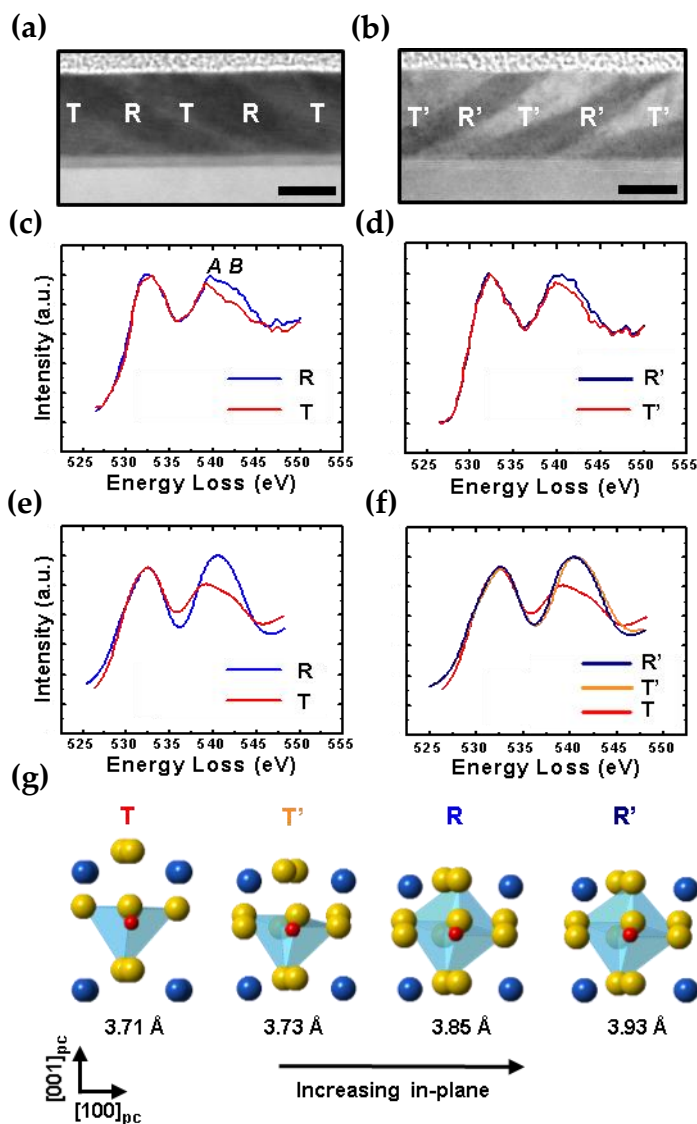 (a)
(b)
T R T R T
T’ R’ T’ R’ T’
(c)
(d)
A B
Intensity (a.u.)
R
T
R’
T’
525 530 535 540 545 550 555
525 530 535 540 545 550 555
Energy Loss (eV)
Energy Loss (eV)
(e)
(f)
Intensity (a.u.)
R
T
R’
T’
T
525 530 535 540 545 550 555
525 530 535 540 545 550 555
Energy Loss (eV)
Energy Loss (eV)
(g)
T T’ R R’
3.71 Å 3.73 Å 3.85 Å 3.93 Å
[001]pc
[100]pc
Increasing in-plane